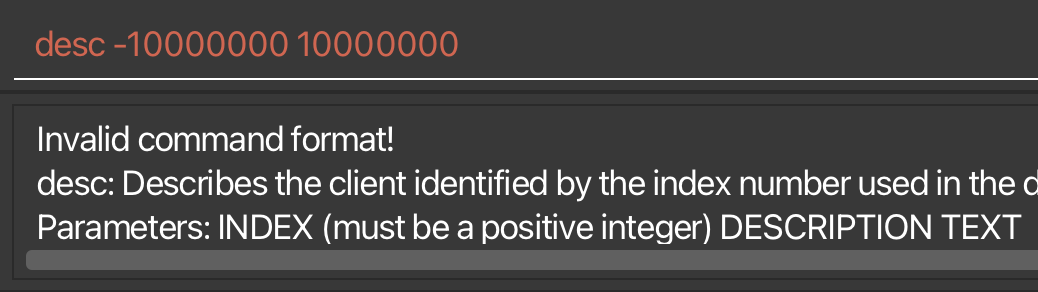 desc -10000000 10000000
Invalid command format!
desc: Describes the client identified by the index number used in the
Parameters: INDEX (must be a positive integer) DESCRIPTION TEXT